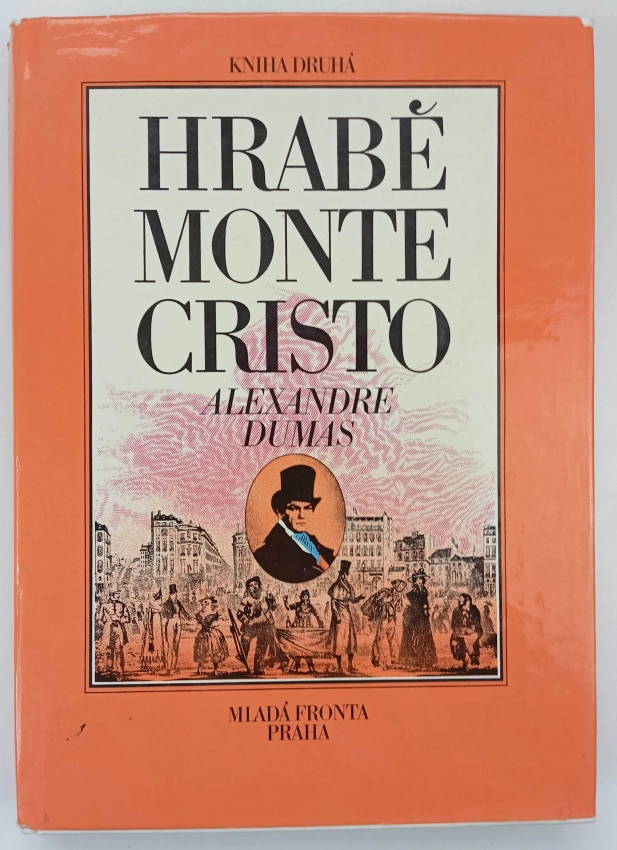 KNIHA DRUHÁ
HRABĚ
MONTE
CRISTO
ALEXANDRE
DUMAS
MLADÁ FRONTA
PRAHA